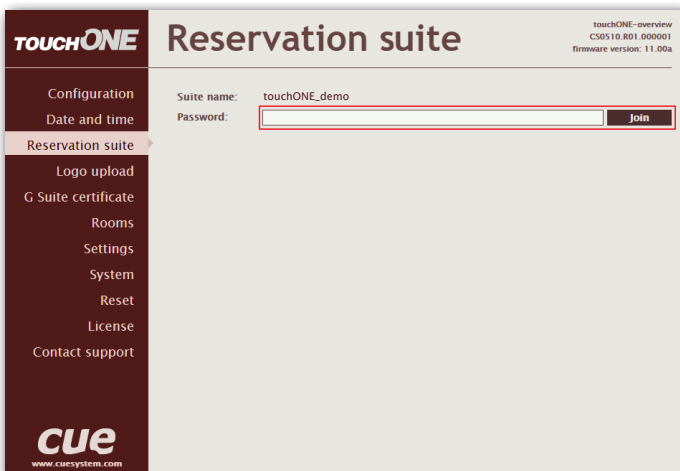 TOUCHONE
Reservation suite
touchONE-overview
CS0510.R01.000001
firmware version: 11.00a
Configuration
Date and time
Reservation suite
Logo upload
G Suite certificate
Rooms
Settings
System
Reset
License
Contact support
Suite name: touchONE_demo
Password:
Join
cue
www.cuesystem.com